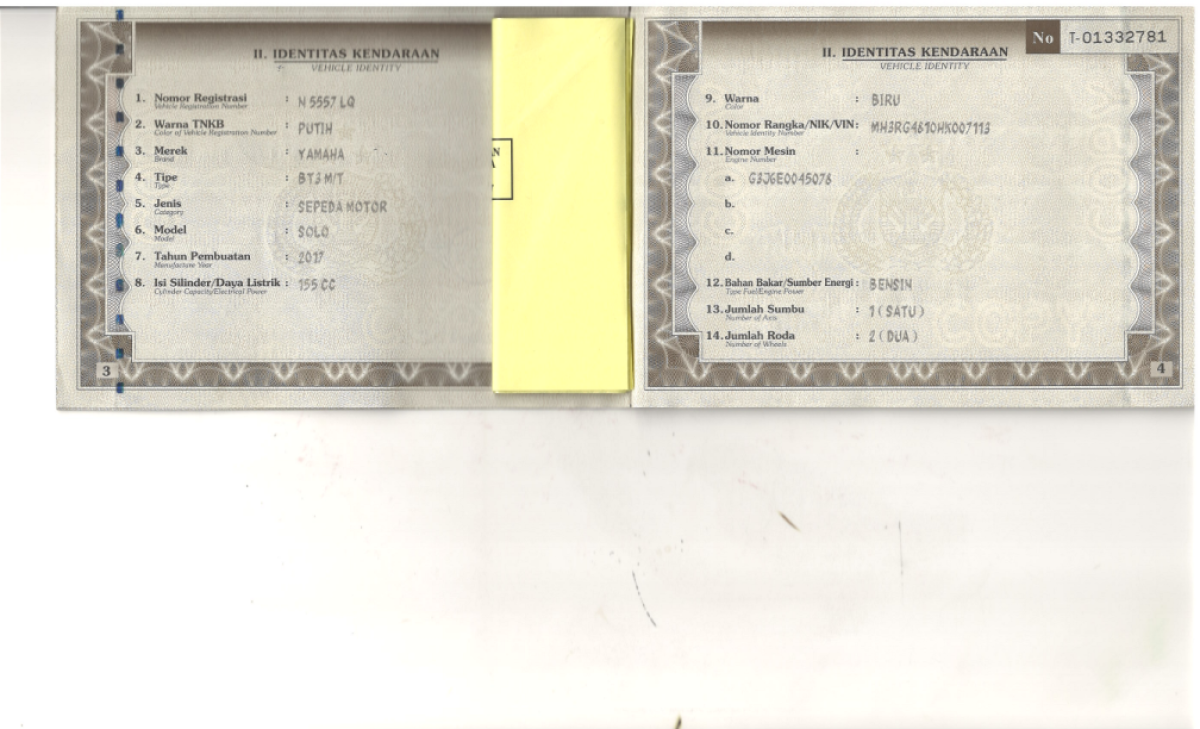 II. IDENTITAS KENDARAAN
VEHICLE IDENTITY
1. Nomor Registrasi : N 5557 LQ
Vehicle Registration Number
2. Warna TNKB : PUTIH
Color of Vehicle Registration Number
3. Merek : YAMAHA
Brand
4. Tipe : BT3 M/T
Type
5. Jenis : SEPEDA MOTOR
Category
6. Model : SOLO
Model
7. Tahun Pembuatan : 2017
Manufacture Year
8. Isi Silinder/Daya Listrik : 155 CC
Cylinder Capacity/Electrical Power
3
N
A
No T-01332781
II. IDENTITAS KENDARAAN
VEHICLE IDENTITY
9. Warna : BIRU
Color
10. Nomor Rangka/NIK/VIN: MH3RG4610HK007113
Vehicle Identity Number
11. Nomor Mesin :
Engine Number
a. G3J6E0045076
b.
c.
d.
12. Bahan Bakar/Sumber Energi : BENSIN
Type Fuel/Engine Power
13. Jumlah Sumbu : 1 ( SATU )
Number of Axis
14. Jumlah Roda : 2 ( DUA )
Number of Wheels
COPY
4